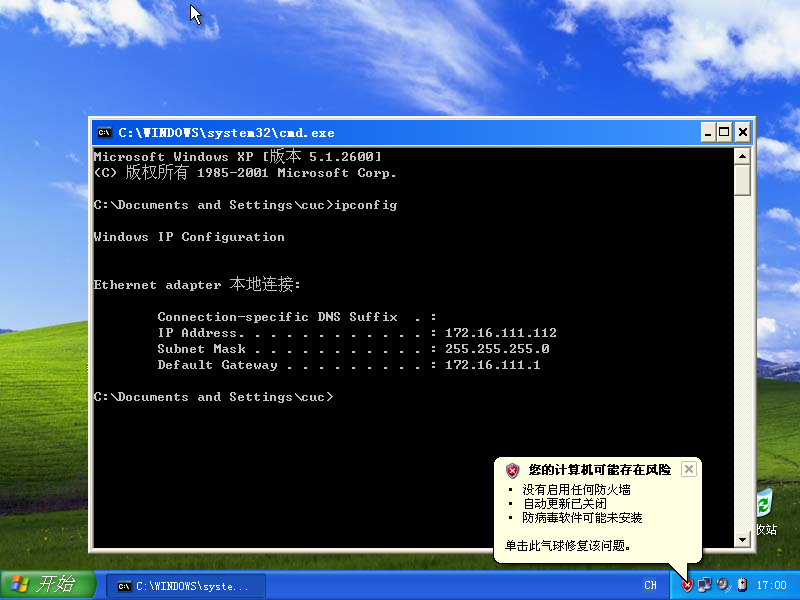 C:\WINDOWS\system32\cmd.exe
Microsoft Windows XP [版本 5.1.2600]
(C) 版权所有 1985-2001 Microsoft Corp.
C:\Documents and Settings\cuc>ipconfig
Windows IP Configuration
Ethernet adapter 本地连接:
Connection-specific DNS Suffix  . :
IP Address. . . . . . . . . . . . : 172.16.111.112
Subnet Mask . . . . . . . . . . . : 255.255.255.0
Default Gateway . . . . . . . . . : 172.16.111.1
C:\Documents and Settings\cuc>
您的计算机可能存在风险
• 没有启用任何防火墙
• 自动更新已关闭
• 防病毒软件可能未安装
单击此气球修复该问题。
收站
开始
C:\WINDOWS\syste...
CH
17:00